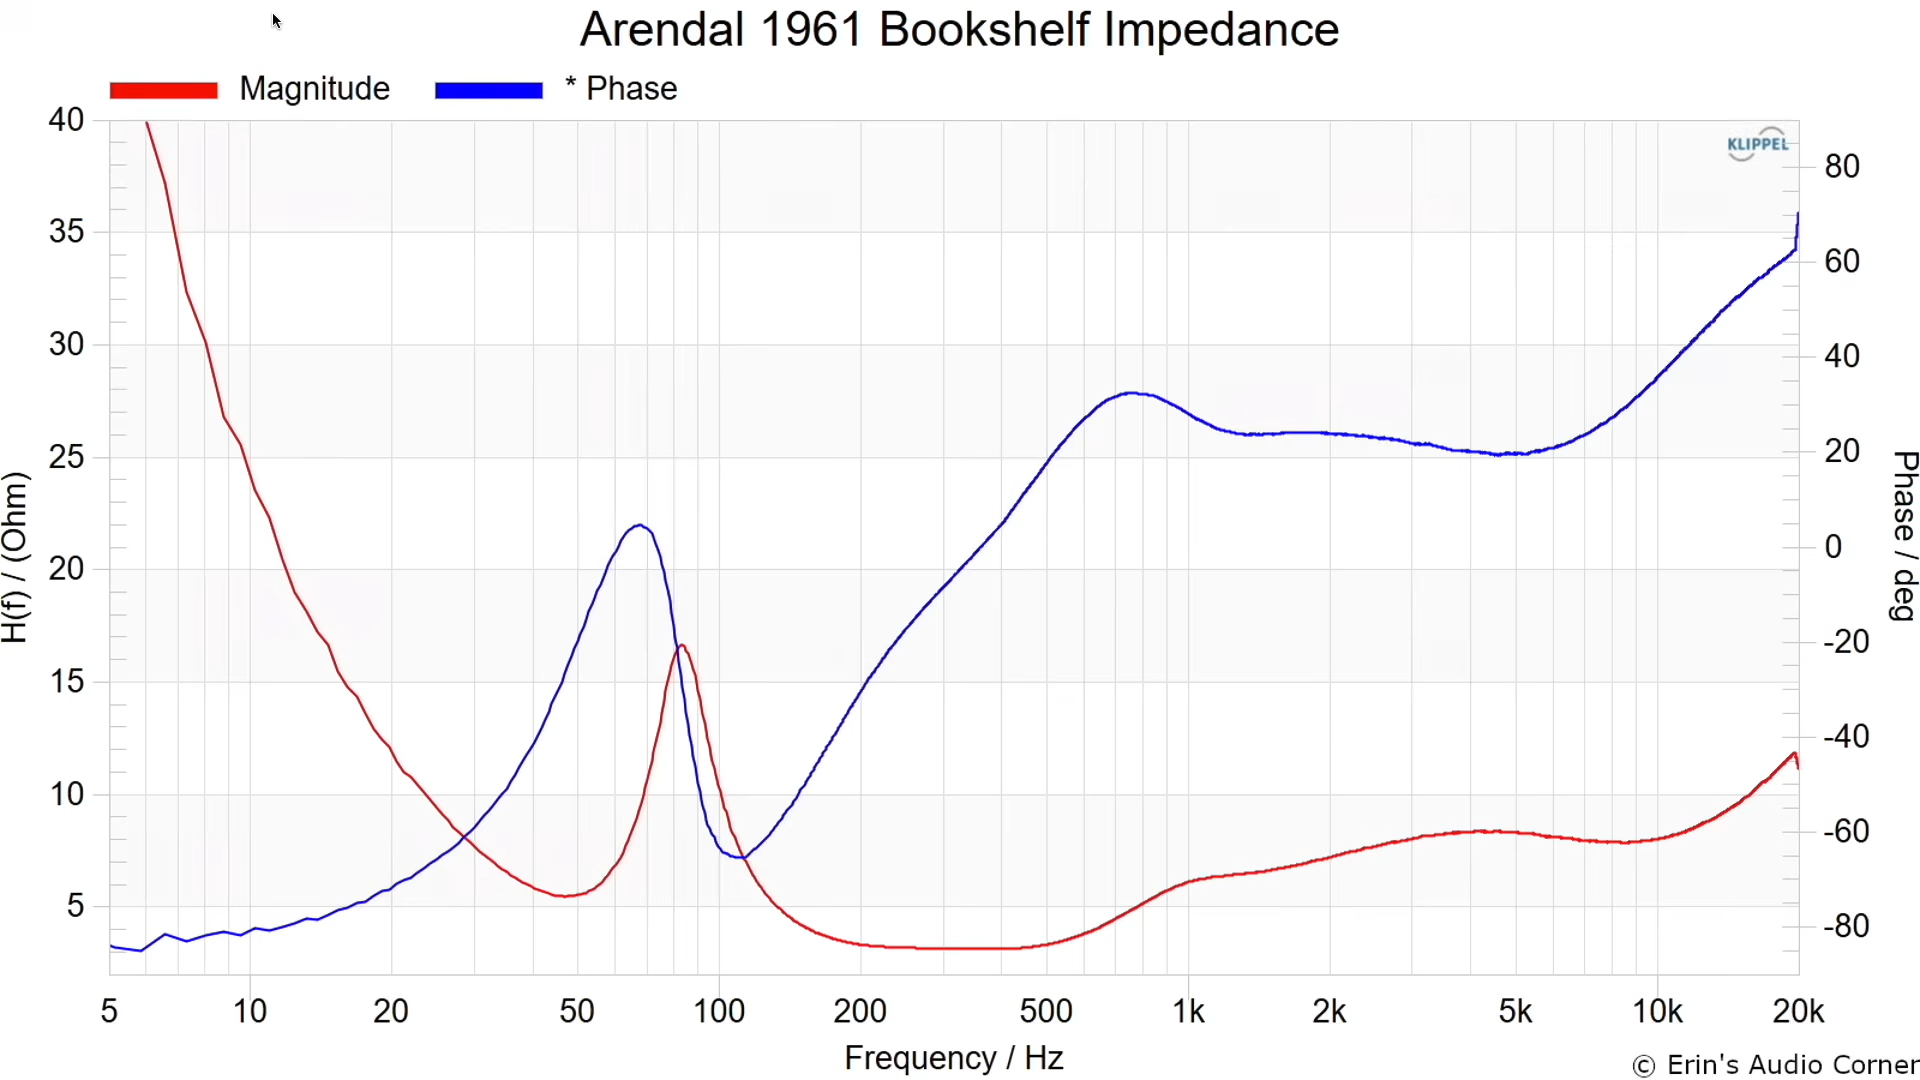 Arendal 1961 Bookshelf Impedance
Magnitude * Phase
KLIPPEL
40
35
30
25
20
15
10
5
H(f) / (Ohm)
80
60
40
20
0
-20
-40
-60
-80
Phase / deg
5 10 20 50 100 200 500 1k 2k 5k 10k 20k
Frequency / Hz
© Erin's Audio Corner